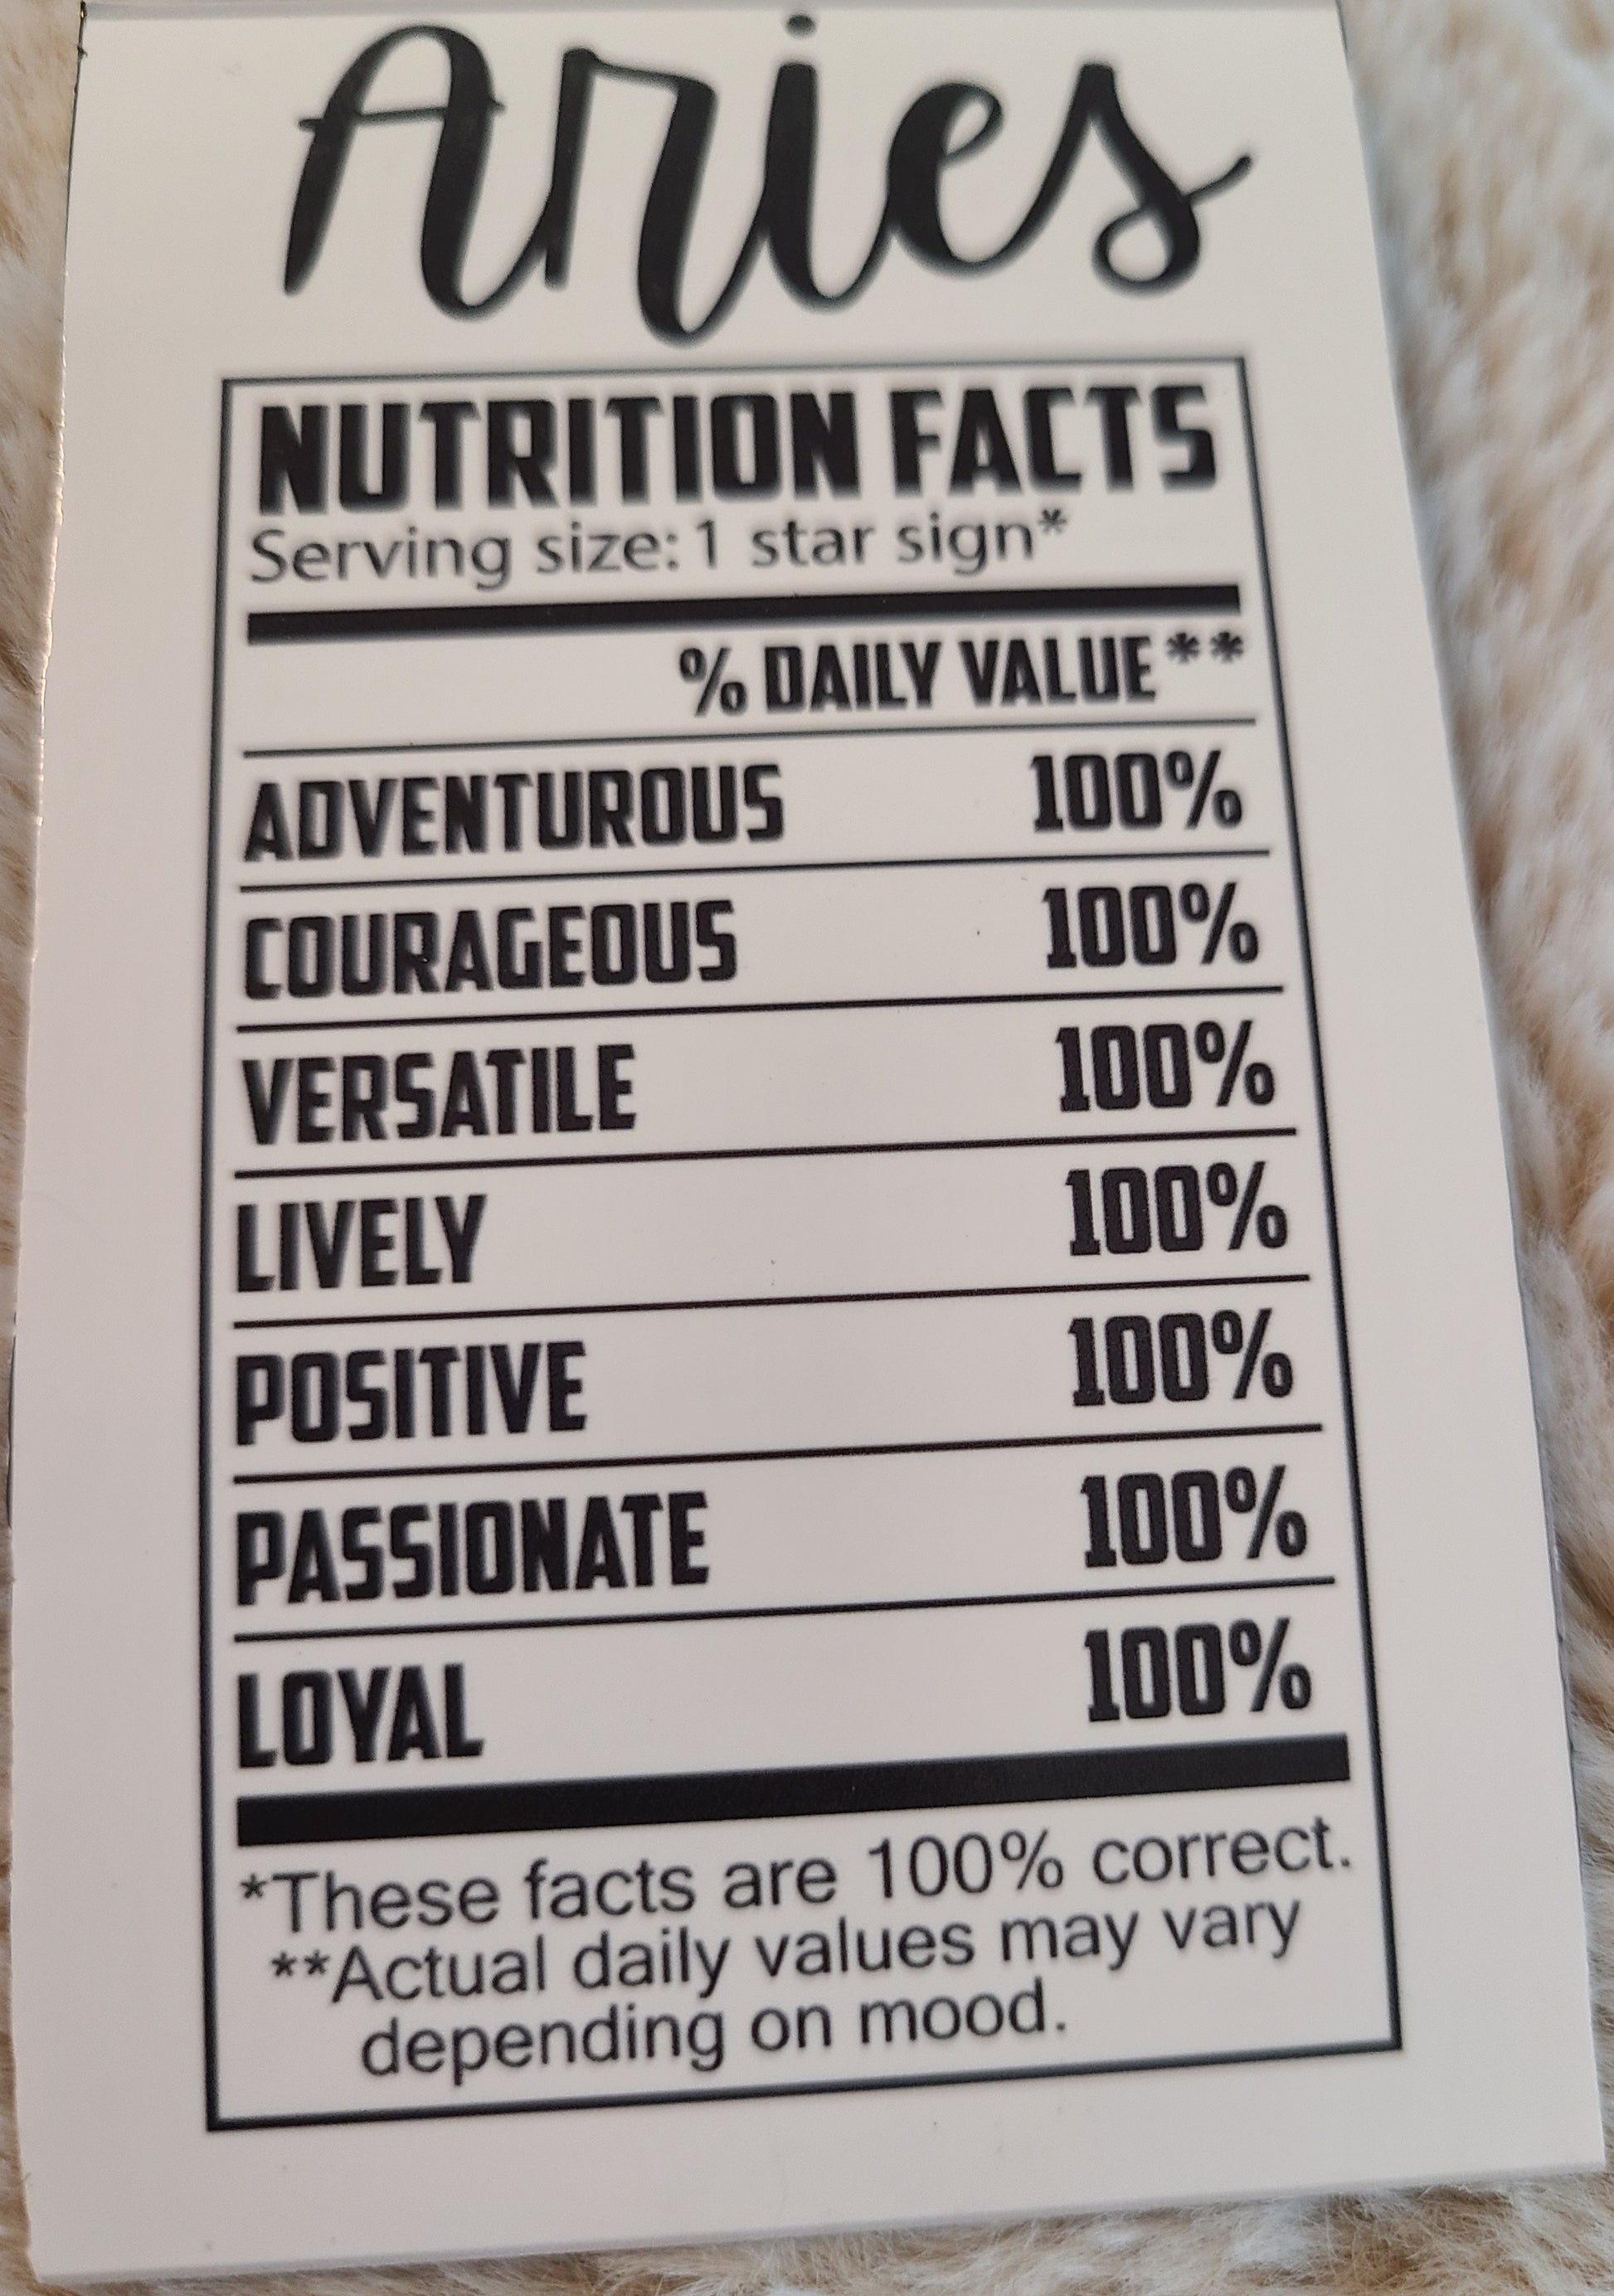 Aries
NUTRITION FACTS
Serving size: 1 star sign*
% DAILY VALUE**
ADVENTUROUS 100%
COURAGEOUS 100%
VERSATILE 100%
LIVELY 100%
POSITIVE 100%
PASSIONATE 100%
LOYAL 100%
*These facts are 100% correct.
**Actual daily values may vary
depending on mood.